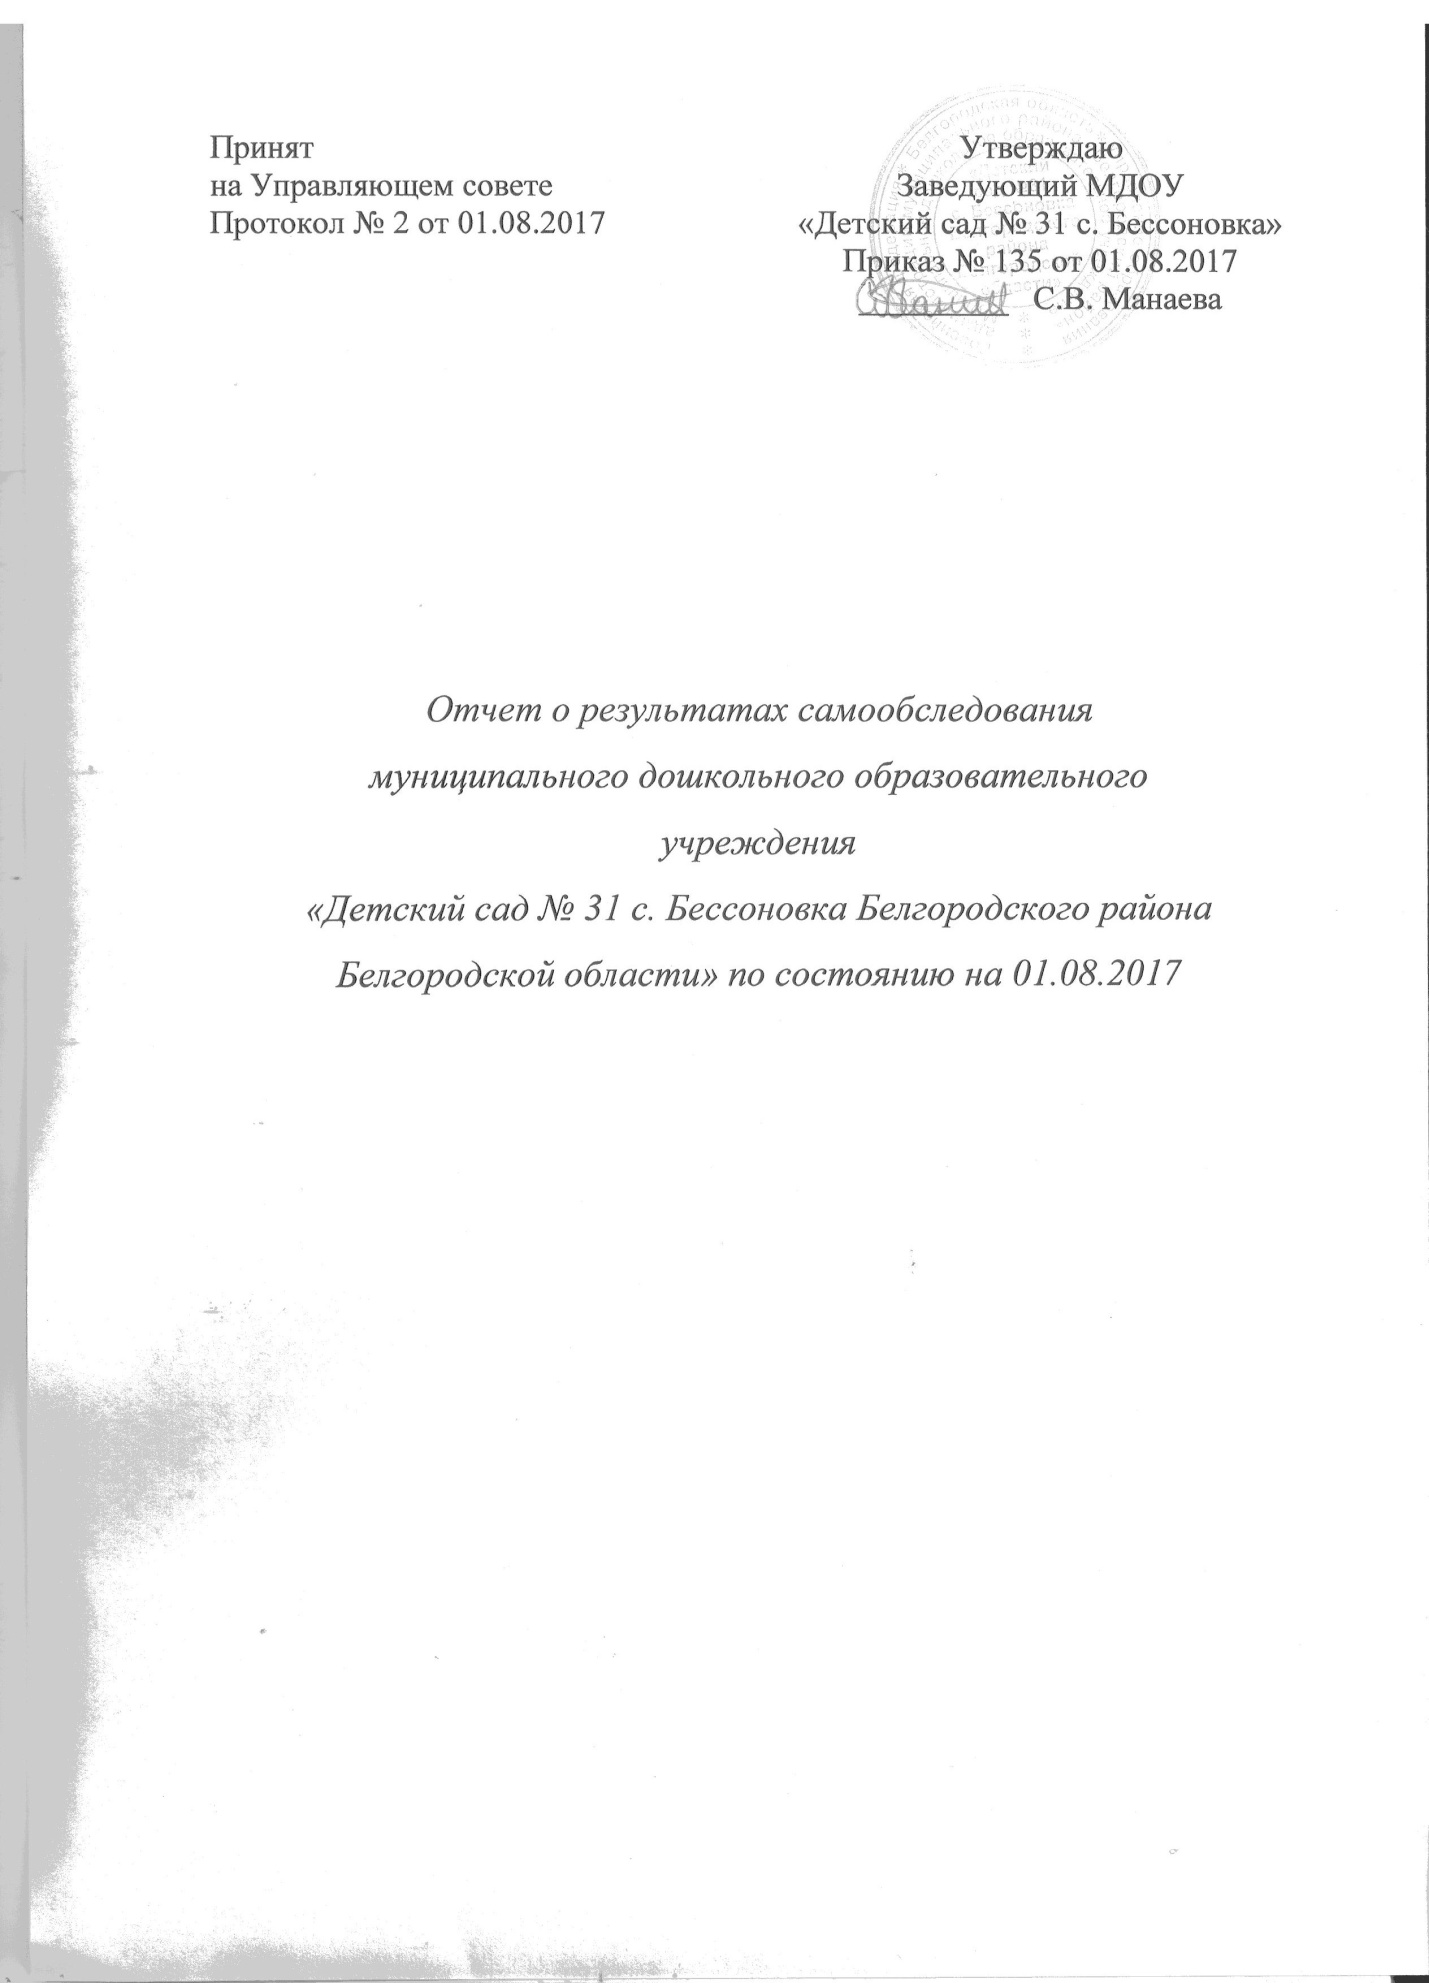 Принят
на Управляющем совете
Протокол № 2 от 01.08.2017
Утверждаю
Заведующий МДОУ
«Детский сад № 31 с. Бессоновка»
Приказ № 135 от 01.08.2017
С.В. Манаева
Отчет о результатах самообследования
муниципального дошкольного образовательного
учреждения
«Детский сад № 31 с. Бессоновка Белгородского района
Белгородской области» по состоянию на 01.08.2017